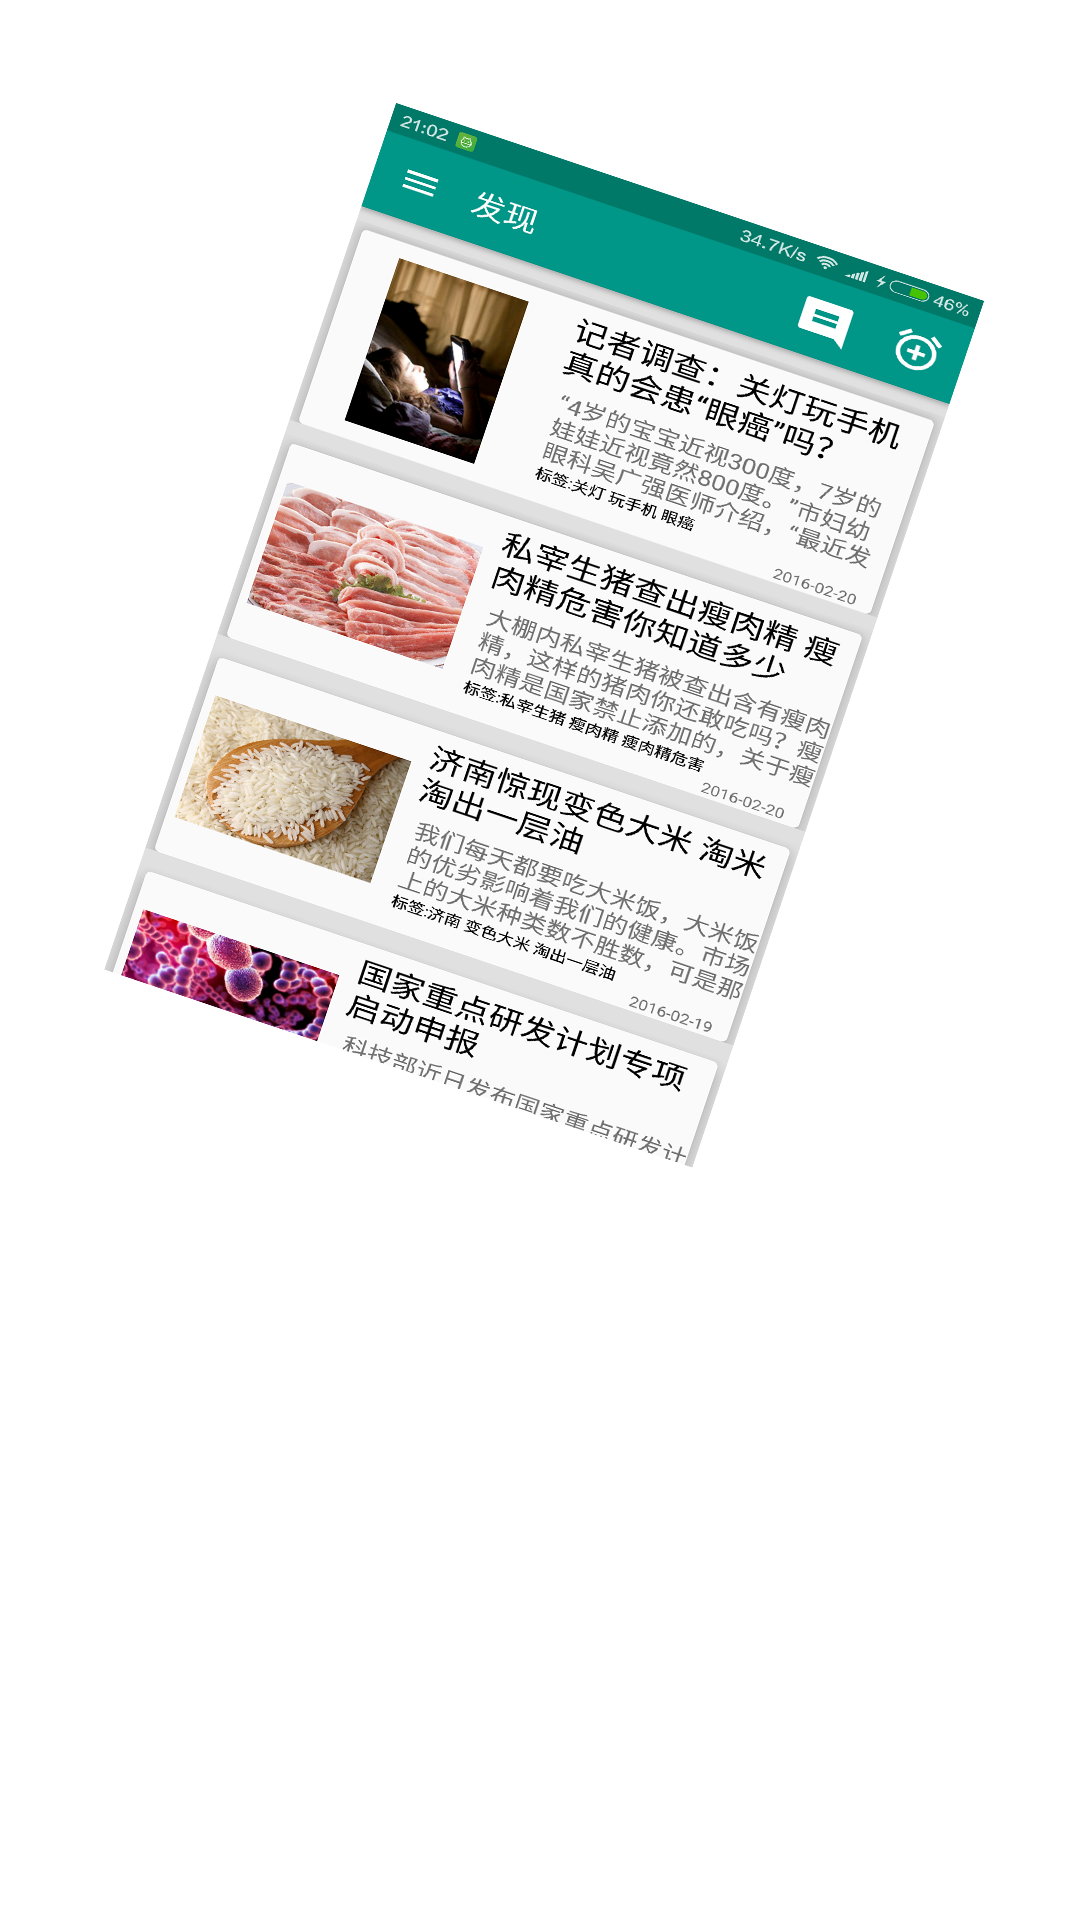 21:02
34.7K/s 46%
发现
记者调查：关灯玩手机
真的会患“眼癌”吗？
“4岁的宝宝近视300度，7岁的
娃娃近视竟然800度。”市妇幼
眼科吴广强医师介绍，“最近发
标签:关灯 玩手机 眼癌
2016-02-20
私宰生猪查出瘦肉精 瘦
肉精危害你知道多少
大棚内私宰生猪被查出含有瘦肉
精，这样的猪肉你还敢吃吗？瘦
肉精是国家禁止添加的，关于瘦
标签:私宰生猪 瘦肉精 瘦肉精危害
2016-02-20
济南惊现变色大米 淘米
淘出一层油
我们每天都要吃大米饭，大米饭
的优劣影响着我们的健康。市场
上的大米种类数不胜数，可是那
标签:济南 变色大米 淘出一层油
2016-02-19
国家重点研发计划专项
启动申报
科技部近日发布国家重点研发计